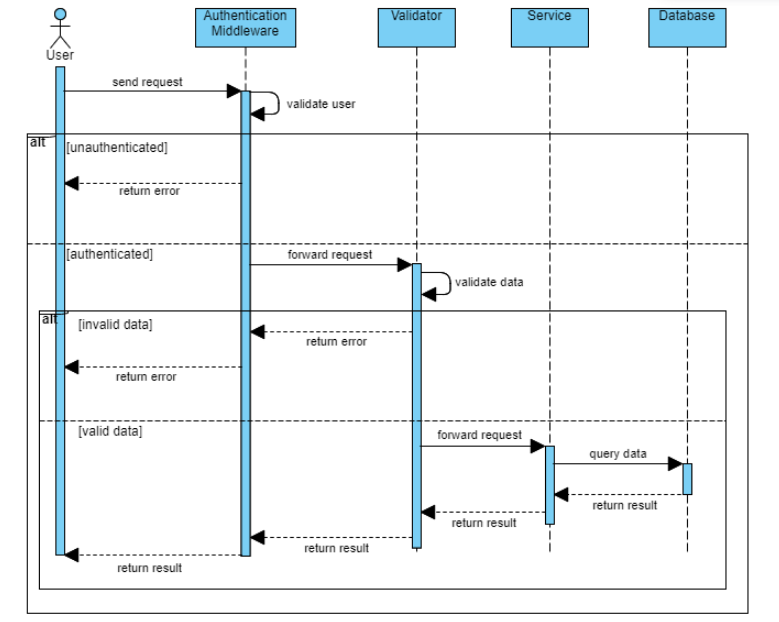 Authentication
Middleware
Validator
Service
Database
User
send request
validate user
alt
[unauthenticated]
return error
[authenticated]
forward request
validate data
alt
[invalid data]
return error
return error
[valid data]
forward request
query data
return result
return result
return result
return result